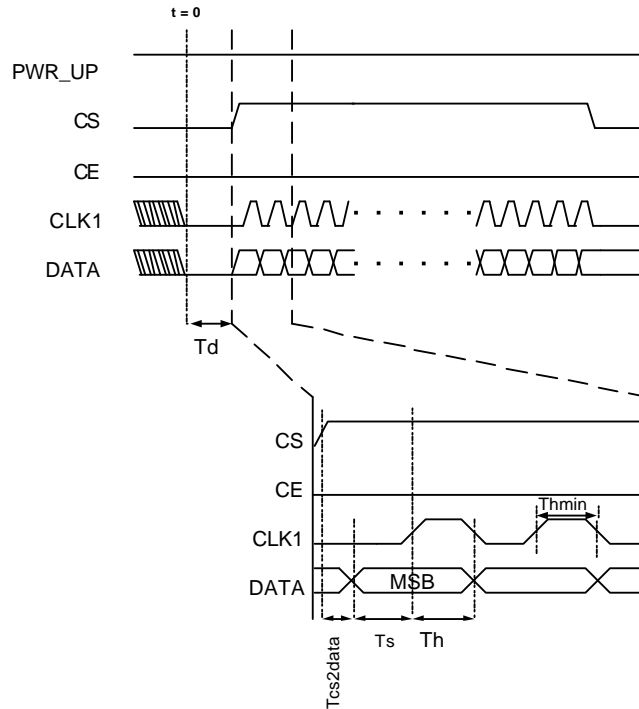 t = 0
PWR_UP
CS
CE
CLK1
DATA
Td
CS
CE
Thmin
CLK1
DATA
MSB
Tcs2data
Ts
Th